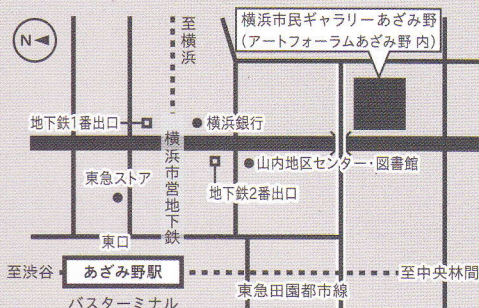 N
至横浜
横浜市民ギャラリーあざみ野
（アートフォーラムあざみ野 内）
地下鉄1番出口
横浜銀行
横浜市営地下鉄
山内地区センター・図書館
東急ストア
地下鉄2番出口
東口
至渋谷
あざみ野駅
至中央林間
東急田園都市線
バスターミナル